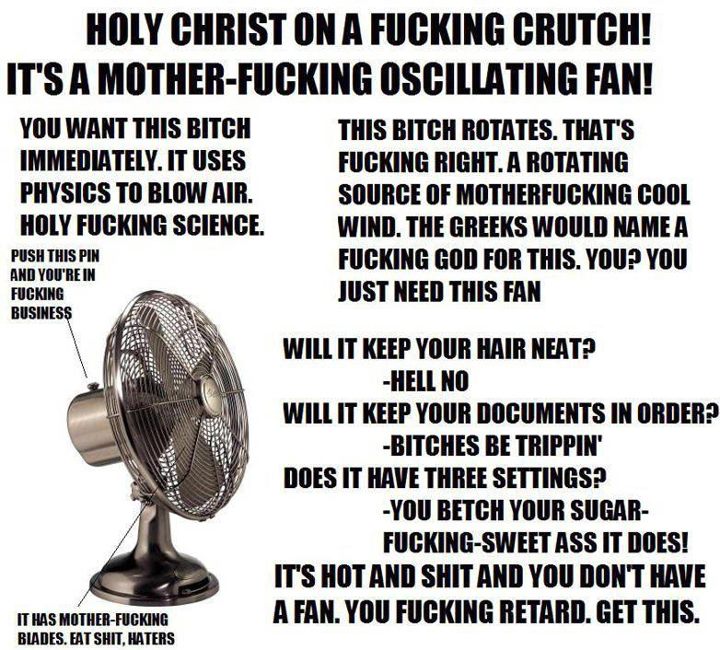 HOLY CHRIST ON A FUCKING CRUTCH!
IT'S A MOTHER-FUCKING OSCILLATING FAN!
YOU WANT THIS BITCH
IMMEDIATELY. IT USES
PHYSICS TO BLOW AIR.
HOLY FUCKING SCIENCE.
THIS BITCH ROTATES. THAT'S
FUCKING RIGHT. A ROTATING
SOURCE OF MOTHERFUCKING COOL
WIND. THE GREEKS WOULD NAME A
FUCKING GOD FOR THIS. YOU? YOU
JUST NEED THIS FAN
PUSH THIS PIN
AND YOU'RE IN
FUCKING
BUSINESS
WILL IT KEEP YOUR HAIR NEAT?
-HELL NO
WILL IT KEEP YOUR DOCUMENTS IN ORDER?
-BITCHES BE TRIPPIN'
DOES IT HAVE THREE SETTINGS?
-YOU BETCH YOUR SUGAR-
FUCKING-SWEET ASS IT DOES!
IT'S HOT AND SHIT AND YOU DON'T HAVE
A FAN. YOU FUCKING RETARD. GET THIS.
IT HAS MOTHER-FUCKING
BLADES. EAT SHIT, HATERS